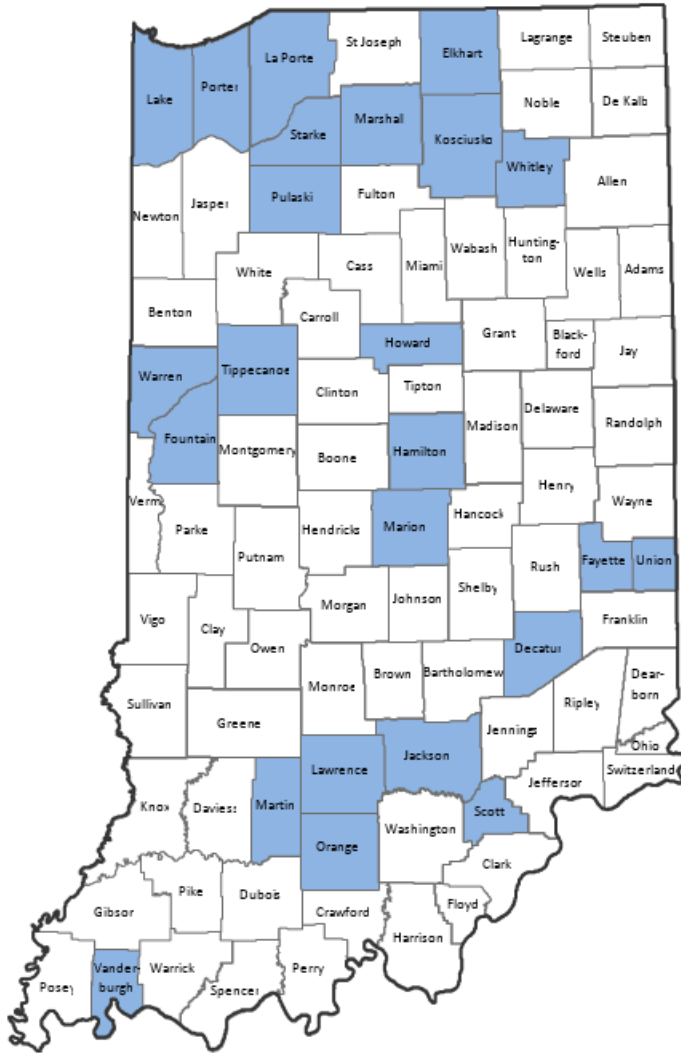 St Joseph
Lagrange
Steuben
La Porte
Elkhart
Lake
Porter
Noble
De Kalb
Starke
Marshall
Kosciusko
Whitley
Allen
Pulaski
Fulton
Newton
Jasper
Wabash
Hunting-
ton
White
Cass
Miami
Wells
Adams
Benton
Carroll
Grant
Black-
ford
Jay
Howard
Warren
Tippecanoe
Clinton
Tipton
Madison
Delaware
Randolph
Fountain
Montgomery
Boone
Hamilton
Henry
Verm
Parke
Hendricks
Marion
Hancock
Wayne
Putnam
Rush
Fayette
Union
Vigo
Clay
Owen
Morgan
Johnson
Shelby
Franklin
Decatur
Sullivan
Monroe
Brown
Bartholomew
Dear-
born
Greene
Jennings
Ripley
Ohio
Lawrence
Jackson
Switzerland
Knox
Daviess
Martin
Jefferson
Scott
Washington
Orange
Clark
Pike
Dubois
Gibson
Crawford
Floyd
Harrison
Posey
Vander-
burgh
Warrick
Spencer
Perry